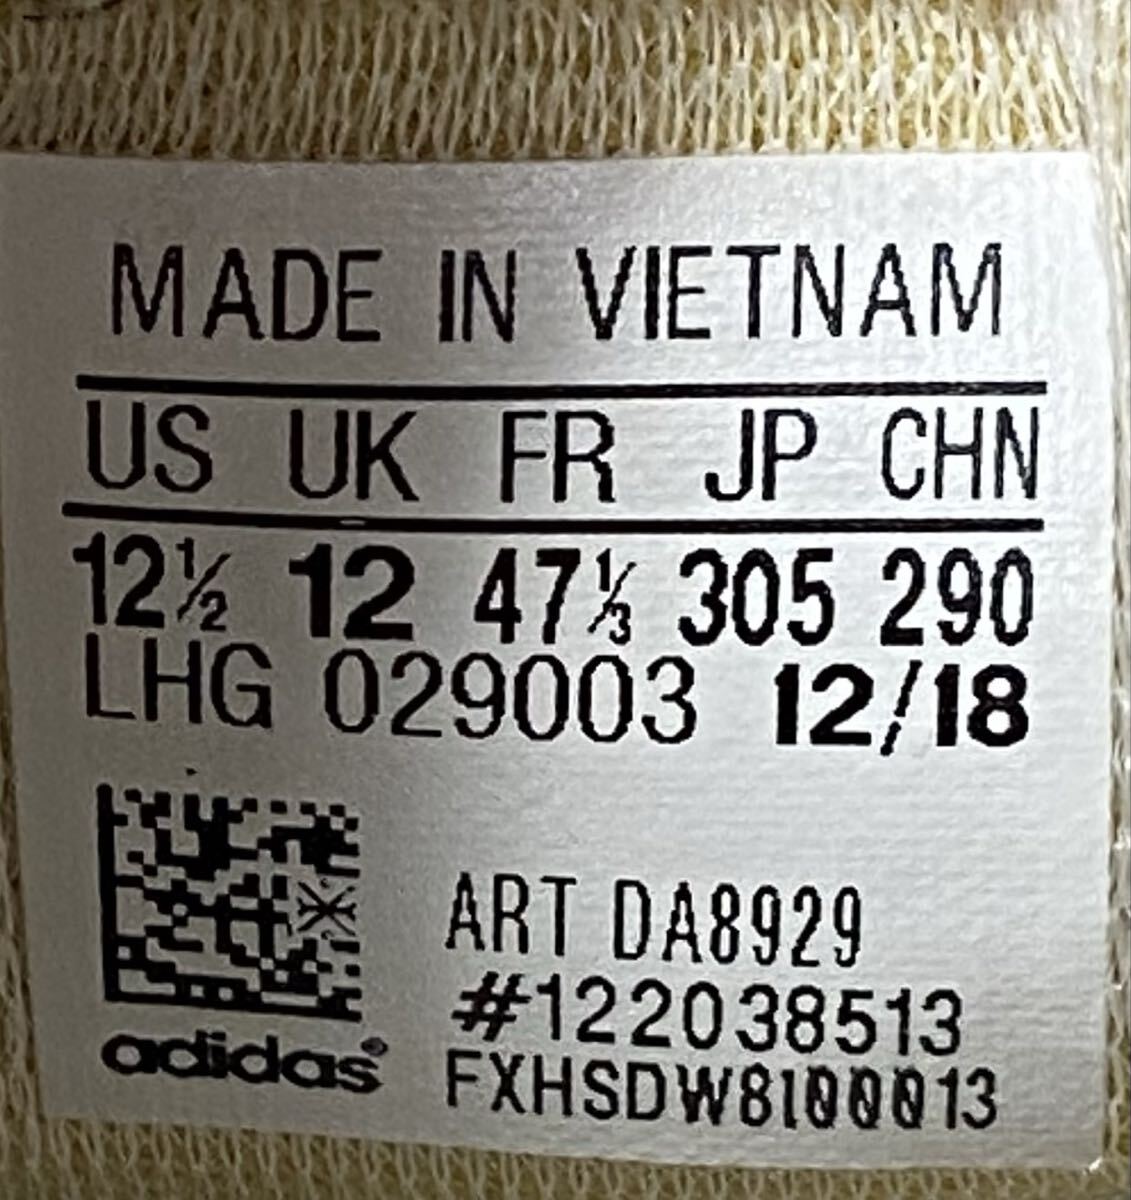 MADE IN VIETNAM
US UK FR JP CHN
12½ 12 47⅓ 305 290
LHG 029003 12/18
ART DA8929
#122038513
FXHSDW8100013
adidas®